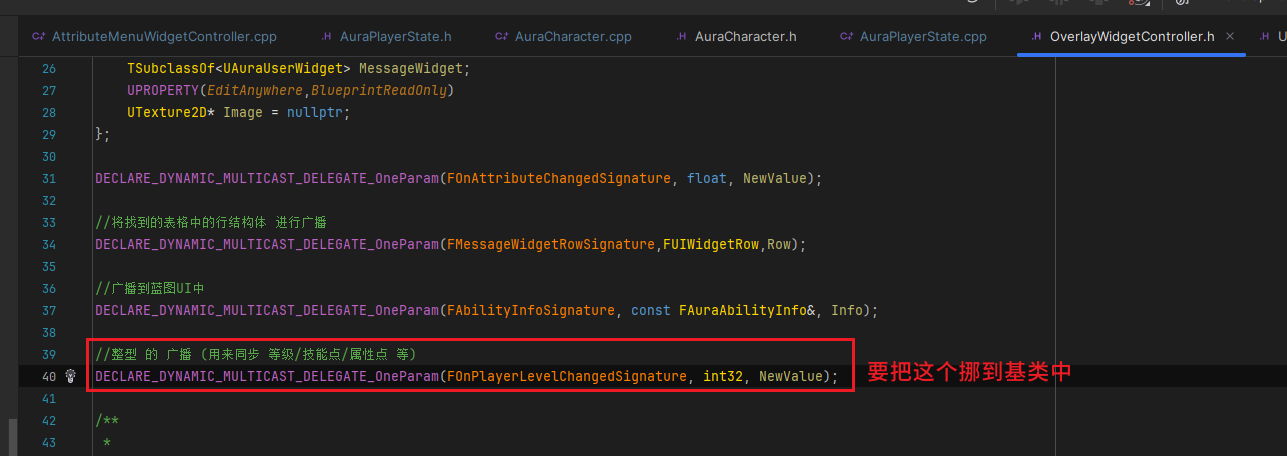 AttributeMenuWidgetController.cpp .H AuraPlayerState.h AuraCharacter.cpp .H AuraCharacter.h AuraPlayerState.cpp .H OverlayWidgetController.h × .H U
26 TSubclassOf<UAuraUserWidget> MessageWidget;
27 UPROPERTY(EditAnywhere,BlueprintReadOnly)
28 UTexture2D* Image = nullptr;
29 };
30
31 DECLARE_DYNAMIC_MULTICAST_DELEGATE_OneParam(FOnAttributeChangedSignature, float, NewValue);
32
33 //将找到的表格中的行结构体 进行广播
34 DECLARE_DYNAMIC_MULTICAST_DELEGATE_OneParam(FMessageWidgetRowSignature,FUIWidgetRow,Row);
35
36 //广播到蓝图UI中
37 DECLARE_DYNAMIC_MULTICAST_DELEGATE_OneParam(FAbilityInfoSignature, const FAuraAbilityInfo&, Info);
38
39 //整型 的 广播 (用来同步 等级/技能点/属性点 等)
40 DECLARE_DYNAMIC_MULTICAST_DELEGATE_OneParam(FOnPlayerLevelChangedSignature, int32, NewValue); 要把这个挪到基类中
41
42 /**
43 *